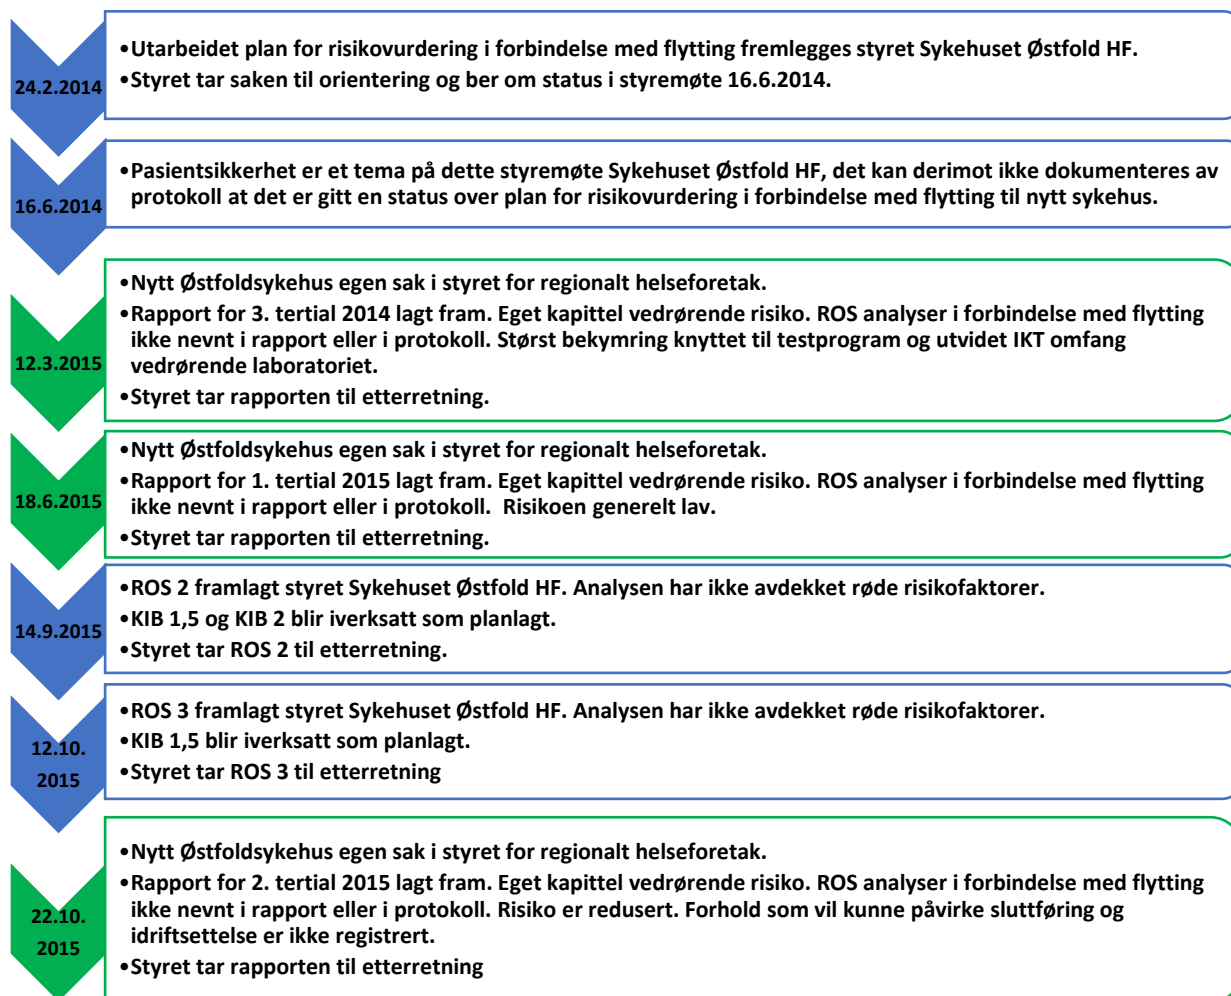 24.2.2014
•Utarbeidet plan for risikovurdering i forbindelse med flytting fremlegges styret Sykehuset Østfold HF.
•Styret tar saken til orientering og ber om status i styremøte 16.6.2014.
16.6.2014
•Pasientsikkerhet er et tema på dette styremøte Sykehuset Østfold HF, det kan derimot ikke dokumenteres av
protokoll at det er gitt en status over plan for risikovurdering i forbindelse med flytting til nytt sykehus.
12.3.2015
•Nytt Østfoldsykehus egen sak i styret for regionalt helseforetak.
•Rapport for 3. tertial 2014 lagt fram. Eget kapittel vedrørende risiko. ROS analyser i forbindelse med flytting
ikke nevnt i rapport eller i protokoll. Størst bekymring knyttet til testprogram og utvidet IKT omfang
vedrørende laboratoriet.
•Styret tar rapporten til etterretning.
18.6.2015
•Nytt Østfoldsykehus egen sak i styret for regionalt helseforetak.
•Rapport for 1. tertial 2015 lagt fram. Eget kapittel vedrørende risiko. ROS analyser i forbindelse med flytting
ikke nevnt i rapport eller i protokoll.  Risikoen generelt lav.
•Styret tar rapporten til etterretning.
14.9.2015
•ROS 2 framlagt styret Sykehuset Østfold HF. Analysen har ikke avdekket røde risikofaktorer.
•KIB 1,5 og KIB 2 blir iverksatt som planlagt.
•Styret tar ROS 2 til etterretning.
12.10.
2015
•ROS 3 framlagt styret Sykehuset Østfold HF. Analysen har ikke avdekket røde risikofaktorer.
•KIB 1,5 blir iverksatt som planlagt.
•Styret tar ROS 3 til etterretning
22.10.
2015
•Nytt Østfoldsykehus egen sak i styret for regionalt helseforetak.
•Rapport for 2. tertial 2015 lagt fram. Eget kapittel vedrørende risiko. ROS analyser i forbindelse med flytting
ikke nevnt i rapport eller i protokoll. Risiko er redusert. Forhold som vil kunne påvirke sluttføring og
idriftsettelse er ikke registrert.
•Styret tar rapporten til etterretning